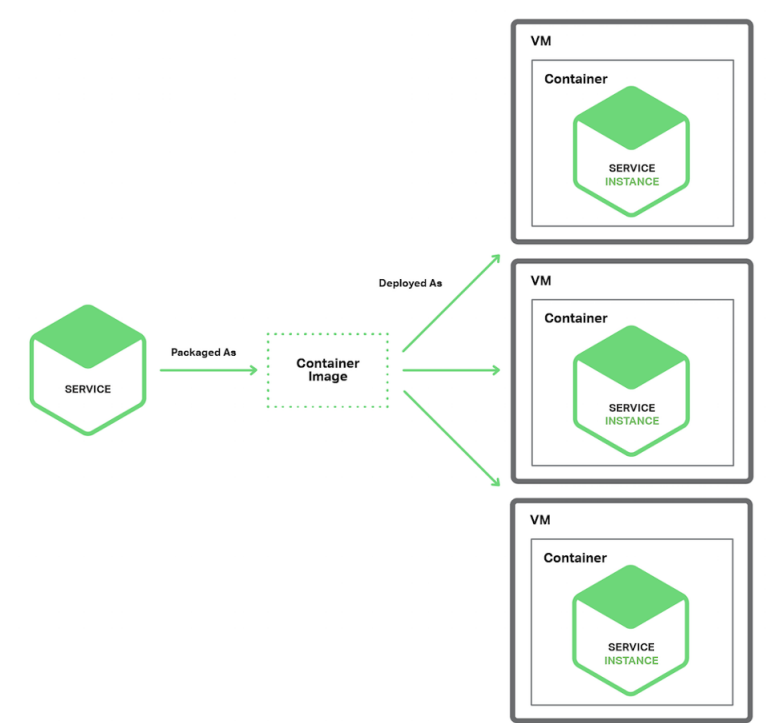 VM
Container
SERVICE
INSTANCE
Deployed As
VM
Container
Packaged As
Container
Image
SERVICE
SERVICE
INSTANCE
VM
Container
SERVICE
INSTANCE